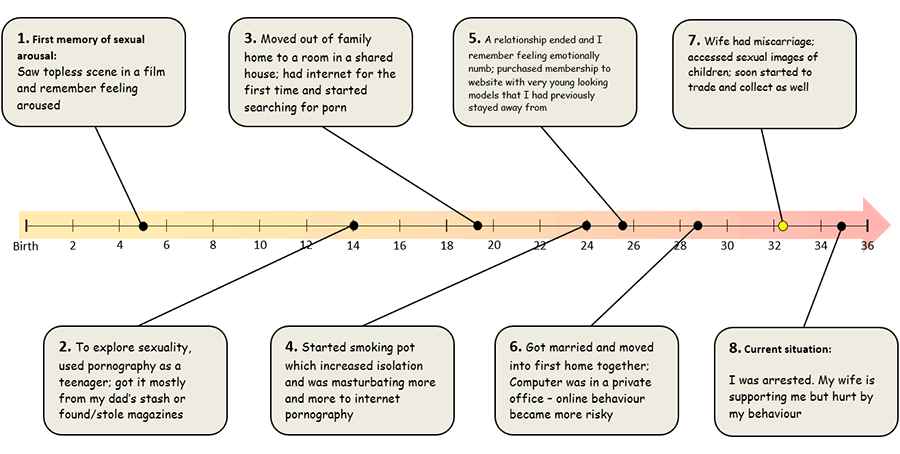 1. First memory of sexual
arousal:
Saw topless scene in a film
and remember feeling
aroused
3. Moved out of family
home to a room in a shared
house; had internet for the
first time and started
searching for porn
5. A relationship ended and I
remember feeling emotionally
numb; purchased membership to
website with very young looking
models that I had previously
stayed away from
7. Wife had miscarriage;
accessed sexual images of
children; soon started to
trade and collect as well
Birth 2 4 6 8 10 12 14 16 18 20 22 24 26 28 30 32 34 36
2. To explore sexuality,
used pornography as a
teenager; got it mostly
from my dad's stash or
found/stole magazines
4. Started smoking pot
which increased isolation
and was masturbating more
and more to internet
pornography
6. Got married and moved
into first home together;
Computer was in a private
office – online behaviour
became more risky
8. Current situation:
I was arrested. My wife is
supporting me but hurt by
my behaviour